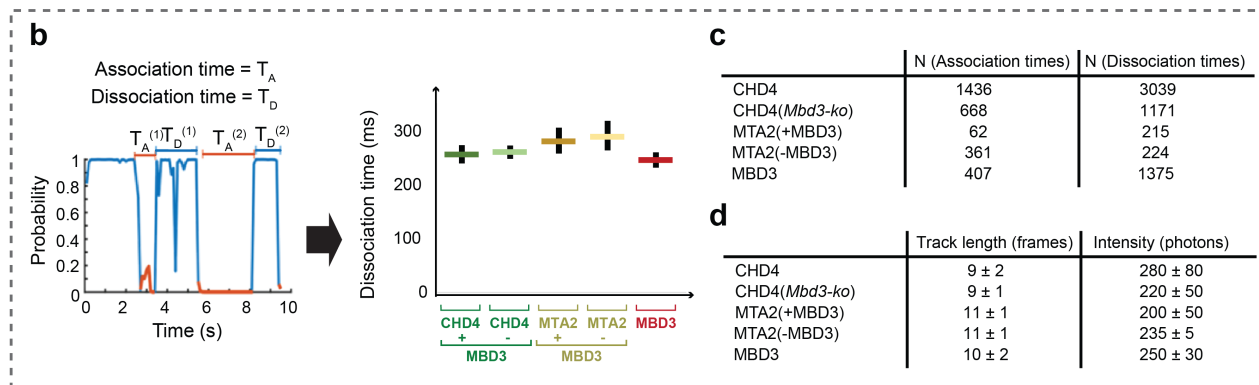 b
Association time = T_A
Dissociation time = T_D
T_A^(1) T_D^(1) T_A^(2) T_D^(2)
Probability
1
0.8
0.6
0.4
0.2
0
0 2 4 6 8 10
Time (s)
Dissociation time (ms)
300
200
100
0
CHD4 CHD4 MTA2 MTA2 MBD3
+ - + -
MBD3 MBD3
c
N (Association times) N (Dissociation times)
CHD4 1436 3039
CHD4(Mbd3-ko) 668 1171
MTA2(+MBD3) 62 215
MTA2(-MBD3) 361 224
MBD3 407 1375
d
Track length (frames) Intensity (photons)
CHD4 9 ± 2 280 ± 80
CHD4(Mbd3-ko) 9 ± 1 220 ± 50
MTA2(+MBD3) 11 ± 1 200 ± 50
MTA2(-MBD3) 11 ± 1 235 ± 5
MBD3 10 ± 2 250 ± 30